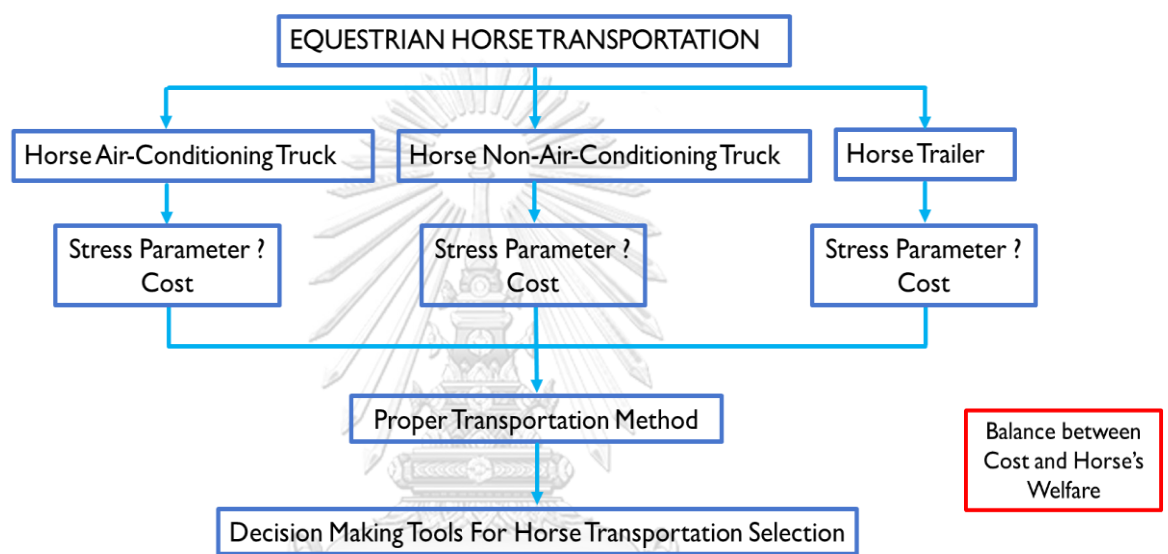 EQUESTRIAN HORSE TRANSPORTATION
Horse Air-Conditioning Truck
Horse Non-Air-Conditioning Truck
Horse Trailer
Stress Parameter ?
Cost
Stress Parameter ?
Cost
Stress Parameter ?
Cost
Proper Transportation Method
Balance between
Cost and Horse's
Welfare
Decision Making Tools For Horse Transportation Selection